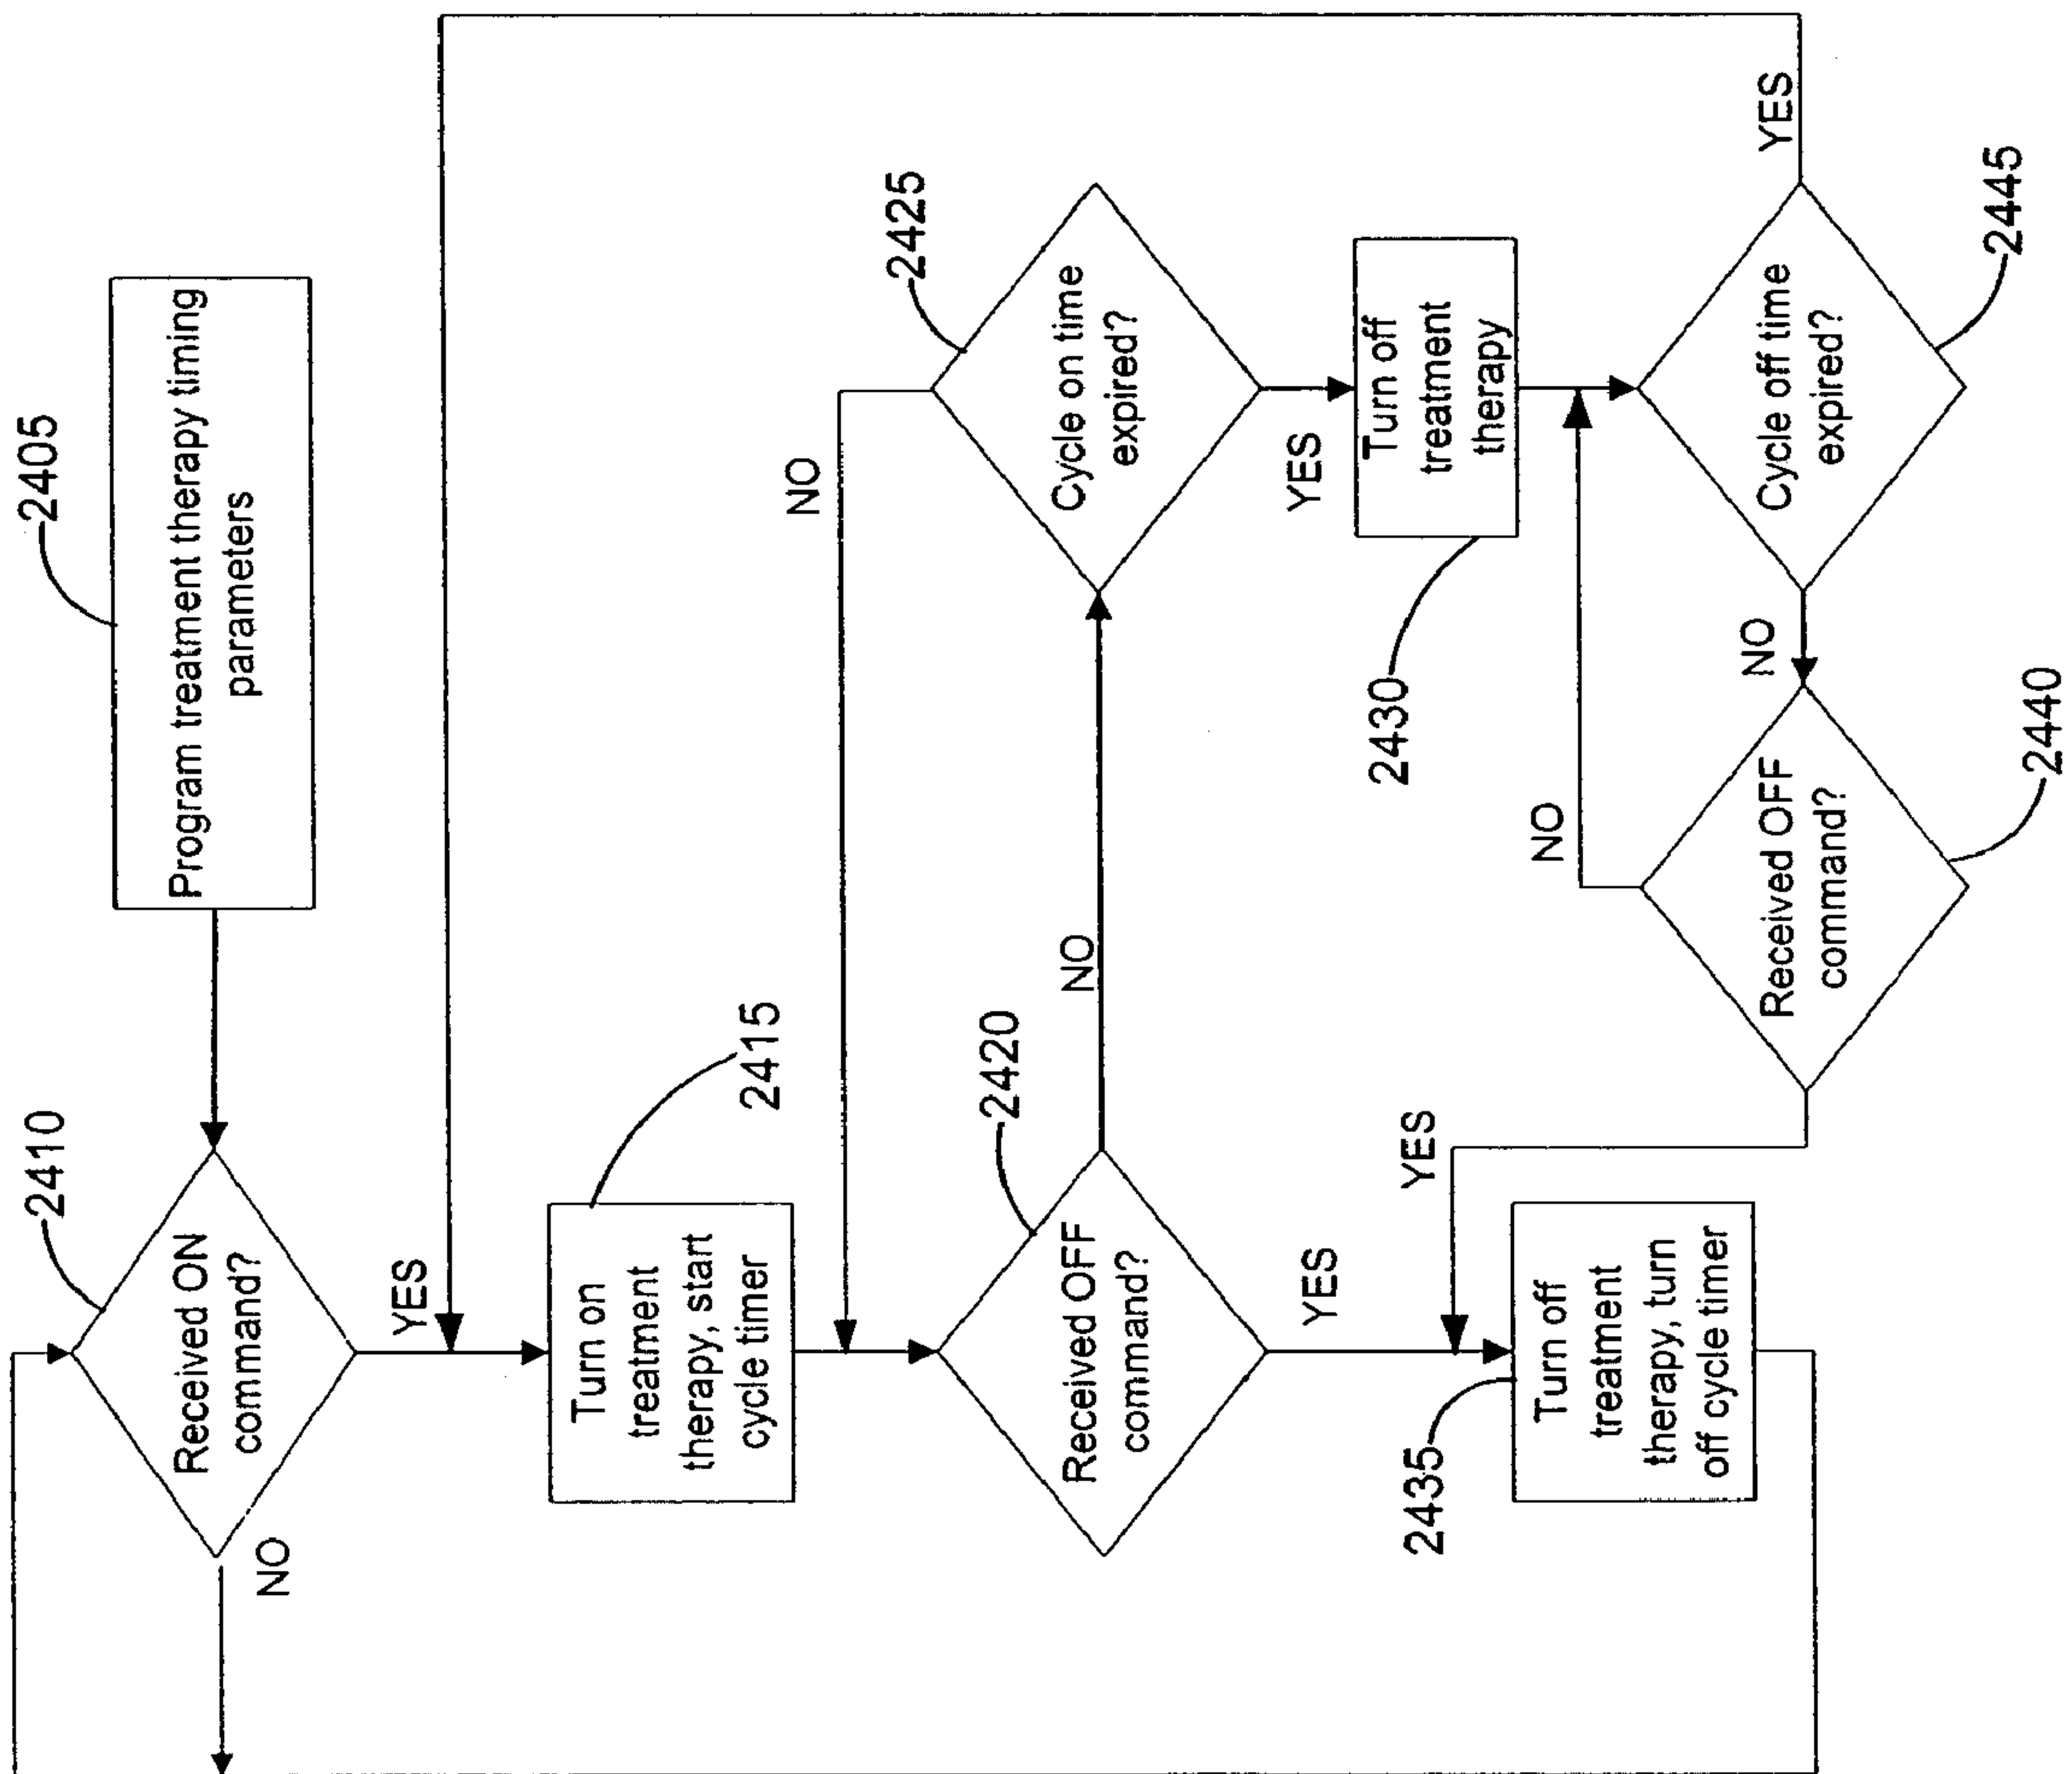 2405
Program treatment therapy timing
parameters
2410
Received ON
command?
NO
YES
2415
Turn on
treatment
therapy, start
cycle timer
2420
Received OFF
command?
NO
YES
2425
Cycle on time
expired?
NO
YES
2430
Turn off
treatment
therapy
2435
Turn off
treatment
therapy, turn
off cycle timer
2445
Cycle off time
expired?
YES
NO
2440
Received OFF
command?
NO
YES